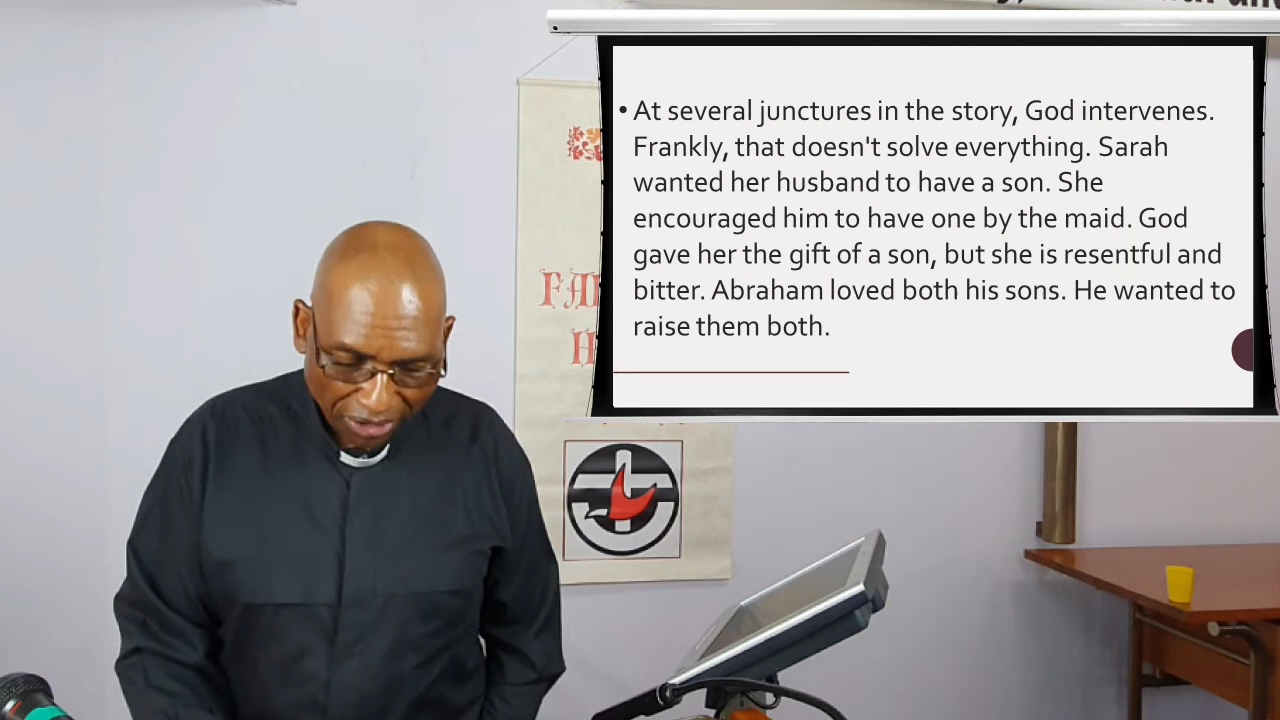 • At several junctures in the story, God intervenes.
Frankly, that doesn't solve everything. Sarah
wanted her husband to have a son. She
encouraged him to have one by the maid. God
gave her the gift of a son, but she is resentful and
bitter. Abraham loved both his sons. He wanted to
raise them both.